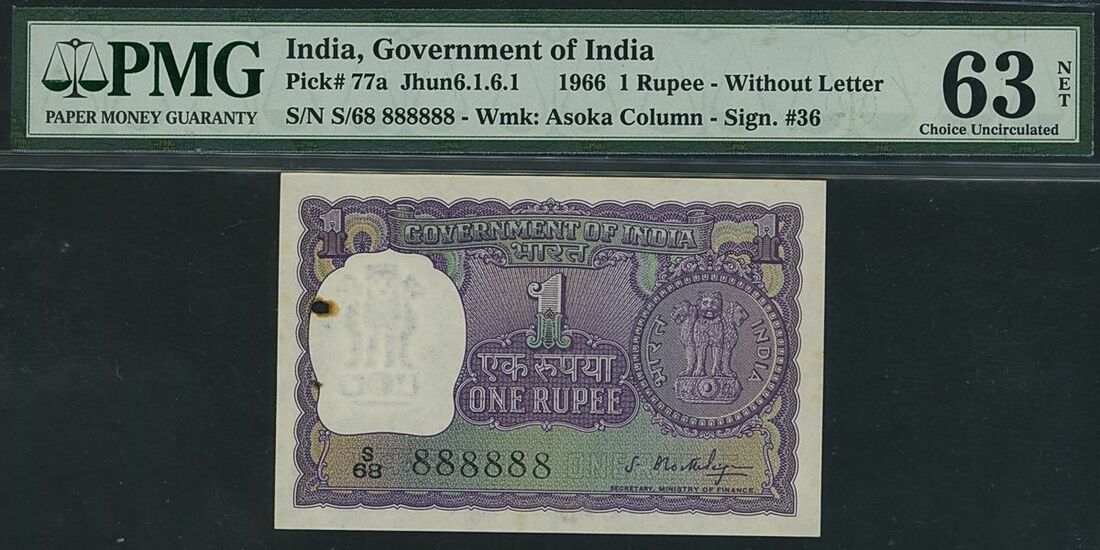 PMG
PAPER MONEY GUARANTY
India, Government of India
Pick# 77a Jhun6.1.6.1 1966 1 Rupee - Without Letter
S/N S/68 888888 - Wmk: Asoka Column - Sign. #36
63
NET
Choice Uncirculated
1 GOVERNMENT OF INDIA 1
भारत
1
एक रुपया
ONE RUPEE
भारत INDIA
S
68 888888
SECRETARY, MINISTRY OF FINANCE.